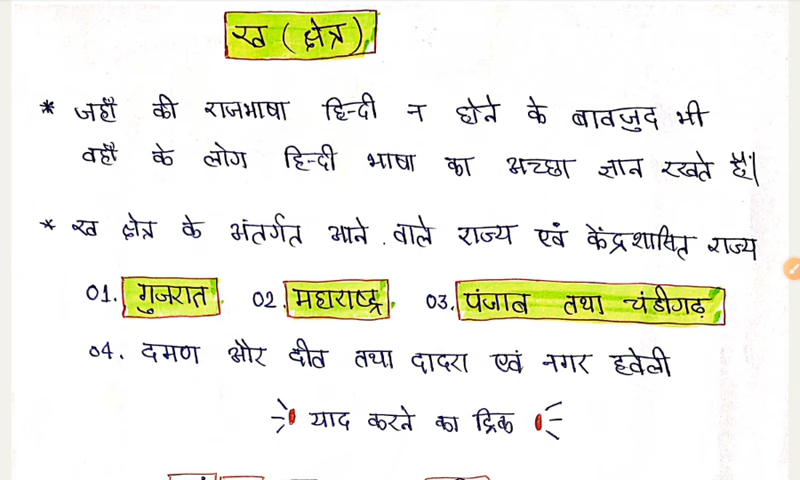 ख (क्षेत्र)
* जहाँ की राजभाषा हिन्दी न होने के बावजुद भी
वहाँ के लोग हिन्दी भाषा का अच्छा ज्ञान रखते हैं।
* ख क्षेत्र के अंतर्गत आने वाले राज्य एवं केंद्रशासित राज्य
01. गुजरात 02. महाराष्ट्र, 03. पंजाब तथा चंडीगढ़
04. दमण और दीव तथा दादरा एवं नगर हवेली
याद करने का ट्रिक